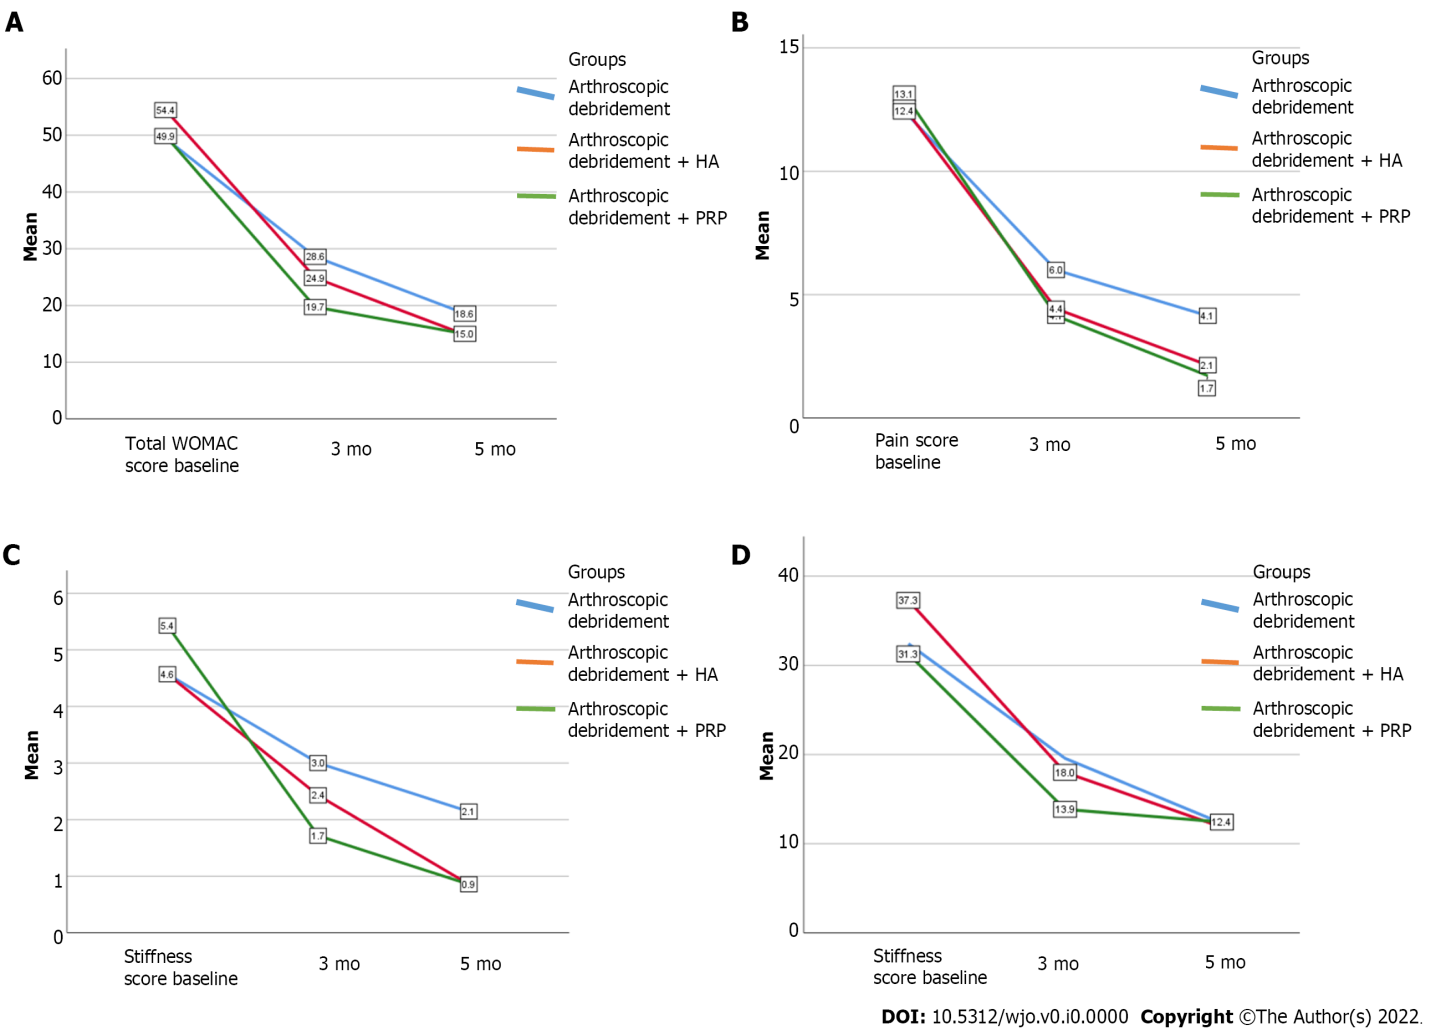 A
60
50
40
30
20
10
0
Mean
54.4
49.9
28.6
24.9
19.7
18.6
15.0
Total WOMAC
score baseline
3 mo
5 mo
Groups
Arthroscopic
debridement
Arthroscopic
debridement + HA
Arthroscopic
debridement + PRP
B
15
10
5
0
Mean
13.1
12.4
6.0
4.4
4.1
2.1
1.7
Pain score
baseline
3 mo
5 mo
Groups
Arthroscopic
debridement
Arthroscopic
debridement + HA
Arthroscopic
debridement + PRP
C
6
5
4
3
2
1
0
Mean
5.4
4.6
3.0
2.4
1.7
2.1
0.9
Stiffness
score baseline
3 mo
5 mo
Groups
Arthroscopic
debridement
Arthroscopic
debridement + HA
Arthroscopic
debridement + PRP
D
40
30
20
10
0
Mean
37.3
31.3
18.0
13.9
12.4
Stiffness
score baseline
3 mo
5 mo
Groups
Arthroscopic
debridement
Arthroscopic
debridement + HA
Arthroscopic
debridement + PRP
DOI: 10.5312/wjo.v0.i0.0000 Copyright ©The Author(s) 2022.